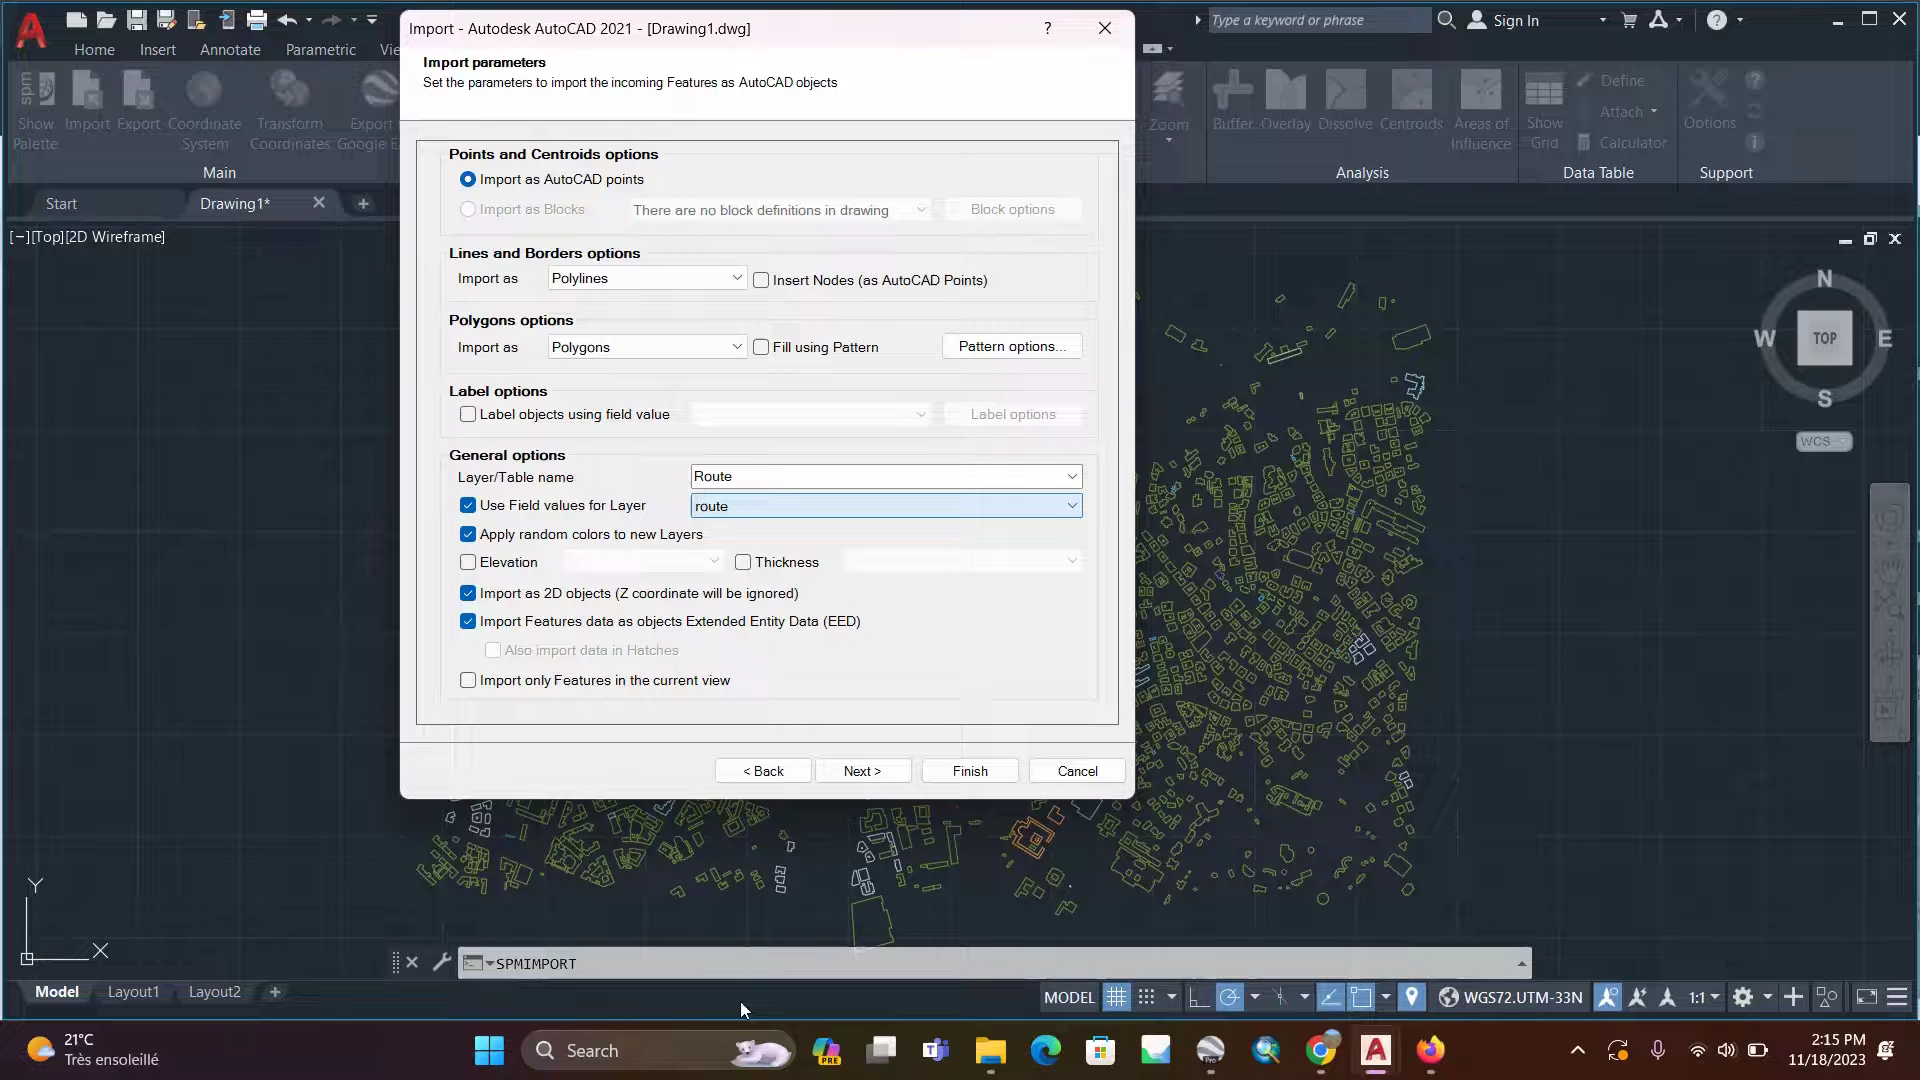 Import - Autodesk AutoCAD 2021 - [Drawing1.dwg]
?
Type a keyword or phrase
Sign In
Home
Insert
Annotate
Parametric
Vie
Import parameters
Set the parameters to import the incoming Features as AutoCAD objects
spm
Show
Palette
Import
Export
Coordinate
System
Transform
Coordinates
Export
Google E
Main
Zoom
Buffer
Overlay
Dissolve
Centroids
Areas of
Influence
Analysis
Show
Grid
Define
Attach
Calculator
Data Table
Options
Support
Start
Drawing1*
[−][Top][2D Wireframe]
Points and Centroids options
Import as AutoCAD points
Import as Blocks
There are no block definitions in drawing
Block options
Lines and Borders options
Import as
Polylines
Insert Nodes (as AutoCAD Points)
Polygons options
Import as
Polygons
Fill using Pattern
Pattern options...
Label options
Label objects using field value
Label options
General options
Layer/Table name
Route
Use Field values for Layer
route
Apply random colors to new Layers
Elevation
Thickness
Import as 2D objects (Z coordinate will be ignored)
Import Features data as objects Extended Entity Data (EED)
Also import data in Hatches
Import only Features in the current view
< Back
Next >
Finish
Cancel
N
W
TOP
E
S
WCS
Y
X
SPMIMPORT
Model
Layout1
Layout2
MODEL
WGS72.UTM-33N
1:1
21°C
Très ensoleillé
Search
PRE
2:15 PM
11/18/2023